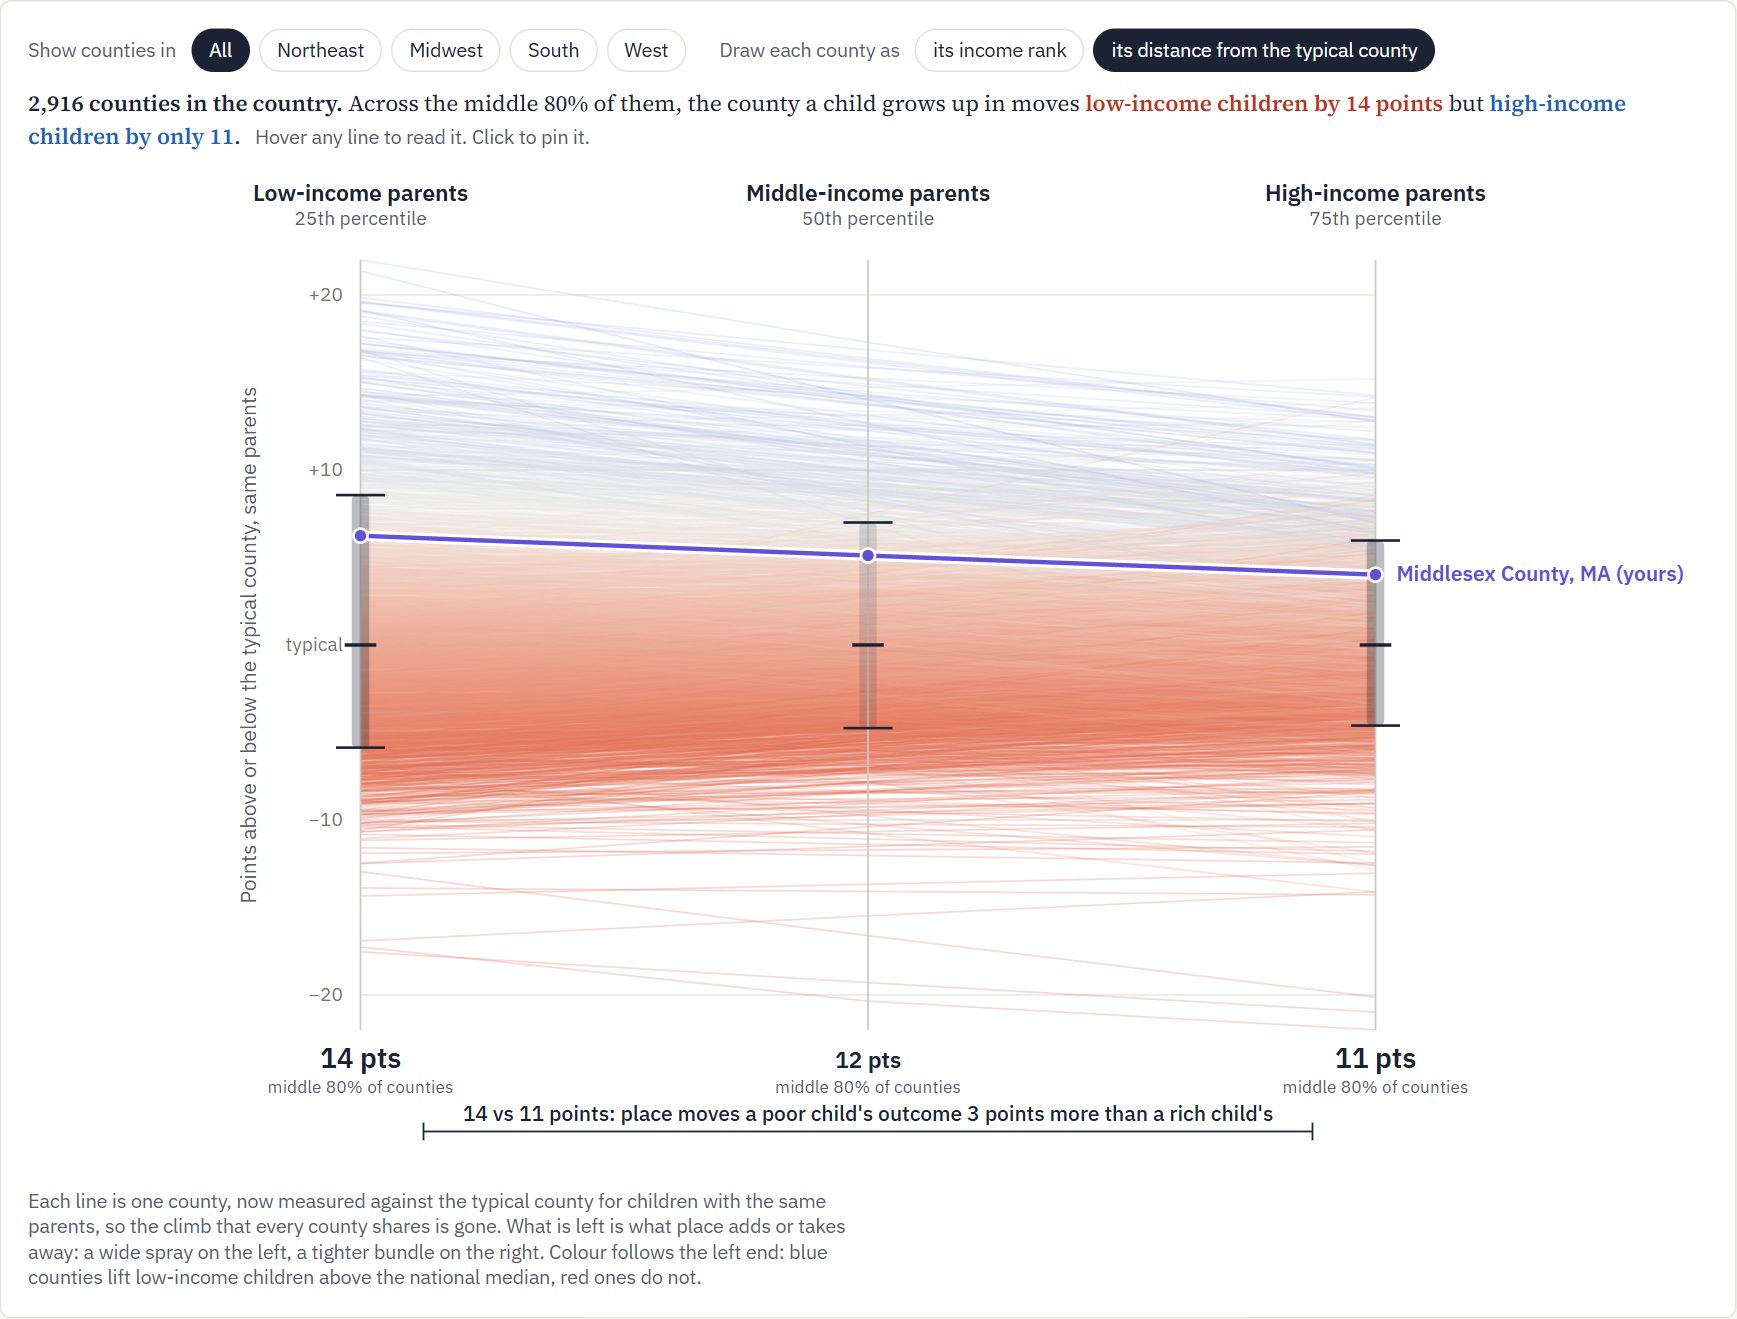 Show counties in All Northeast Midwest South West Draw each county as its income rank its distance from the typical county
2,916 counties in the country. Across the middle 80% of them, the county a child grows up in moves low-income children by 14 points but high-income
children by only 11. Hover any line to read it. Click to pin it.
Low-income parents
25th percentile
Middle-income parents
50th percentile
High-income parents
75th percentile
Points above or below the typical county, same parents
+20
+10
typical
−10
−20
Middlesex County, MA (yours)
14 pts
middle 80% of counties
12 pts
middle 80% of counties
11 pts
middle 80% of counties
14 vs 11 points: place moves a poor child's outcome 3 points more than a rich child's
Each line is one county, now measured against the typical county for children with the same
parents, so the climb that every county shares is gone. What is left is what place adds or takes
away: a wide spray on the left, a tighter bundle on the right. Colour follows the left end: blue
counties lift low-income children above the national median, red ones do not.